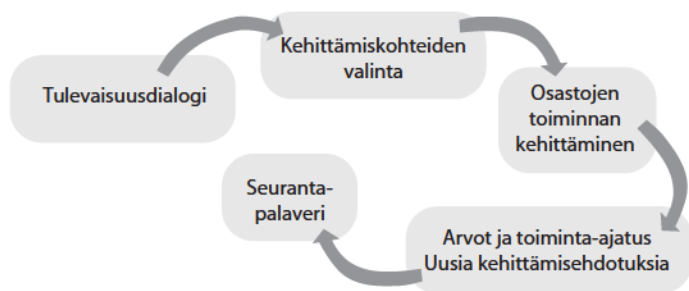 Tulevaisuusdialogi
Kehittämiskohteiden
valinta
Osastojen
toiminnan
kehittäminen
Arvot ja toiminta-ajatus
Uusia kehittämisehdotuksia
Seuranta-
palaveri